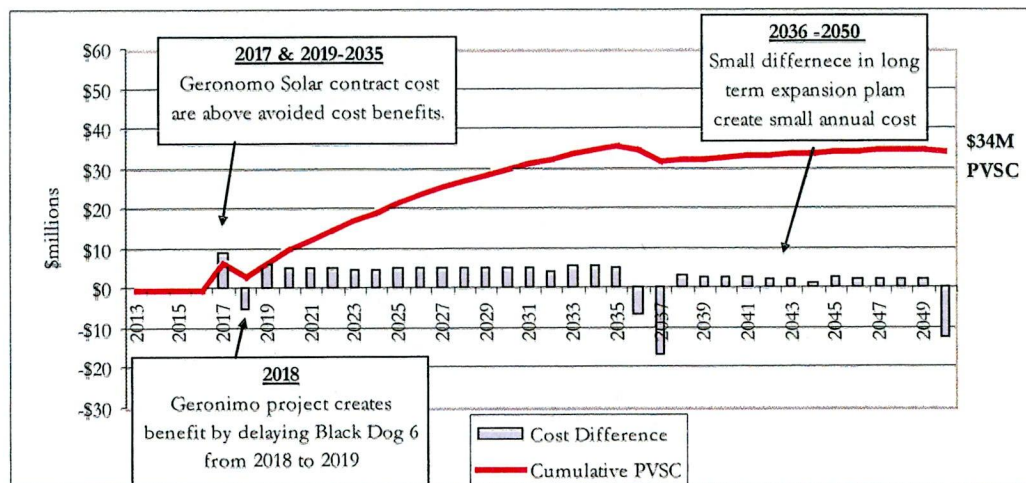 $60
$50
$40
$30
$20
$10
$0
-$10
-$20
-$30
$millions
2017 & 2019-2035
Geronomo Solar contract cost
are above avoided cost benefits.
2036 -2050
Small differnece in long
term expansion plam
create small annual cost
$34M
PVSC
2013
2015
2017
2019
2021
2023
2025
2027
2029
2031
2033
2035
2037
2039
2041
2043
2045
2047
2049
2018
Geronimo project creates
benefit by delaying Black Dog 6
from 2018 to 2019
Cost Difference
Cumulative PVSC